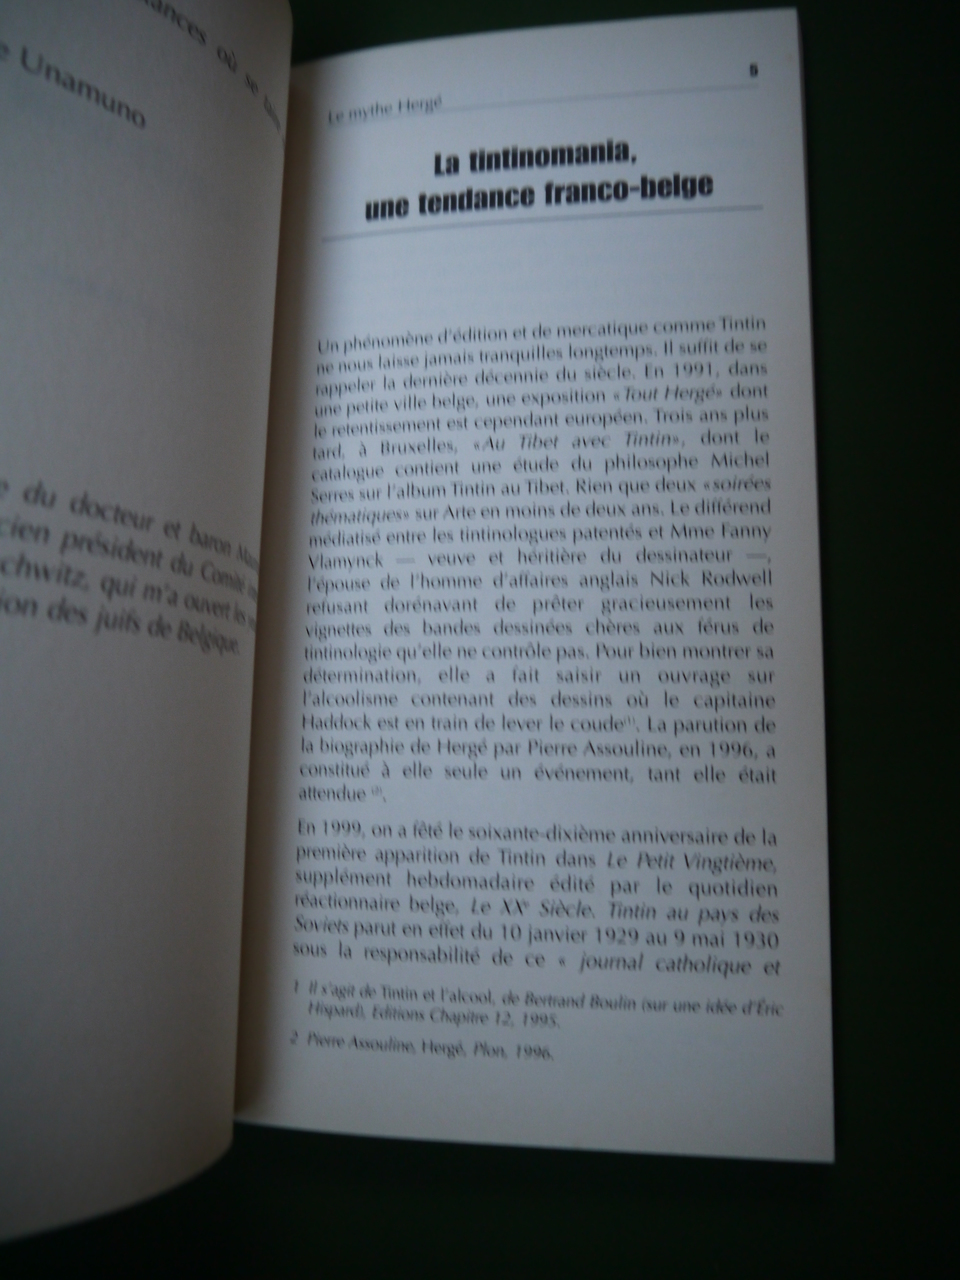 ances où se
Unamuno
du docteur et baron
cien président du Comité
chwitz, qui m'a ouvert les
ion des juifs de Belgique.
9
Le mythe Hergé
La tintinomania,
une tendance franco-belge
Un phénomène d'édition et de mercatique comme Tintin
ne nous laisse jamais tranquilles longtemps. Il suffit de se
rappeler la dernière décennie du siècle. En 1991, dans
une petite ville belge, une exposition «Tout Hergé» dont
le retentissement est cependant européen. Trois ans plus
tard, à Bruxelles, «Au Tibet avec Tintin», dont le
catalogue contient une étude du philosophe Michel
Serres sur l'album Tintin au Tibet. Rien que deux «soirées
thématiques» sur Arte en moins de deux ans. Le différend
médiatisé entre les tintinologues patentés et Mme Fanny
Vlamynck — veuve et héritière du dessinateur —,
l'épouse de l'homme d'affaires anglais Nick Rodwell
refusant dorénavant de prêter gracieusement les
vignettes des bandes dessinées chères aux férus de
tintinologie qu'elle ne contrôle pas. Pour bien montrer sa
détermination, elle a fait saisir un ouvrage sur
l'alcoolisme contenant des dessins où le capitaine
Haddock est en train de lever le coude(1). La parution de
la biographie de Hergé par Pierre Assouline, en 1996, a
constitué à elle seule un événement, tant elle était
attendue (2).
En 1999, on a fêté le soixante-dixième anniversaire de la
première apparition de Tintin dans Le Petit Vingtième,
supplément hebdomadaire édité par le quotidien
réactionnaire belge, Le XXe Siècle. Tintin au pays des
Soviets parut en effet du 10 janvier 1929 au 9 mai 1930
sous la responsabilité de ce « journal catholique et
1 Il s'agit de Tintin et l'alcool, de Bertrand Boulin (sur une idée d'Éric
Hispard), Editions Chapitre 12, 1995.
2 Pierre Assouline, Hergé, Plon, 1996.